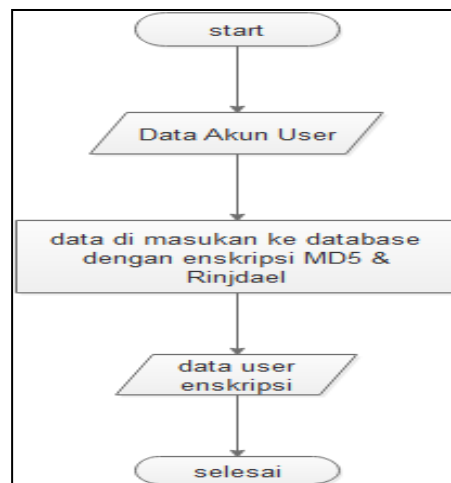 start
Data Akun User
data di masukan ke database
dengan enskripsi MD5 &
Rinjdael
data user
enskripsi
selesai